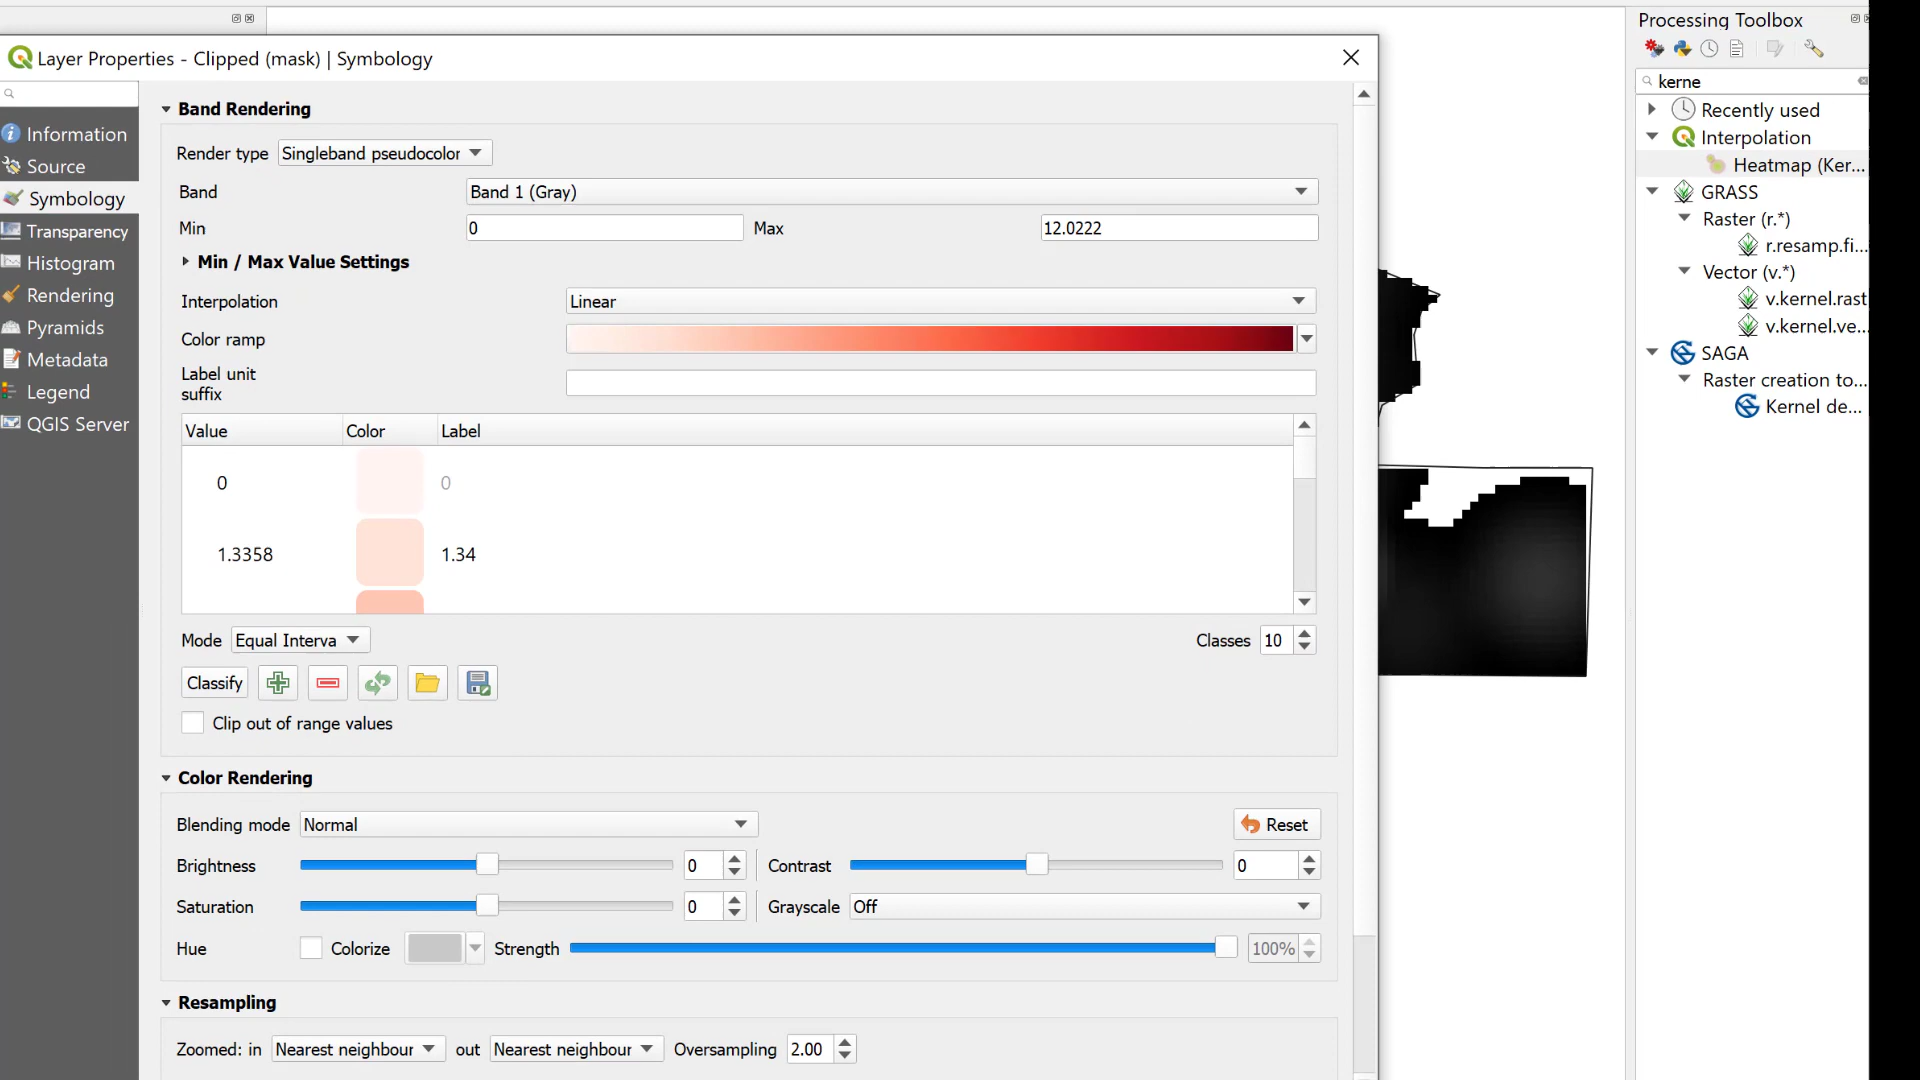 Processing Toolbox
Layer Properties - Clipped (mask) | Symbology
kerne
Information
Source
Symbology
Transparency
Histogram
Rendering
Pyramids
Metadata
Legend
QGIS Server
Band Rendering
Render type Singleband pseudocolor
Band Band 1 (Gray)
Min 0 Max 12.0222
Min / Max Value Settings
Interpolation Linear
Color ramp
Label unit
suffix
Value Color Label
0 0
1.3358 1.34
Mode Equal Interva Classes 10
Classify
Clip out of range values
Color Rendering
Blending mode Normal Reset
Brightness 0 Contrast 0
Saturation 0 Grayscale Off
Hue Colorize Strength 100%
Resampling
Zoomed: in Nearest neighbour out Nearest neighbour Oversampling 2.00
Recently used
Interpolation
Heatmap (Ker...
GRASS
Raster (r.*)
r.resamp.fi...
Vector (v.*)
v.kernel.rast
v.kernel.ve...
SAGA
Raster creation to...
Kernel de...